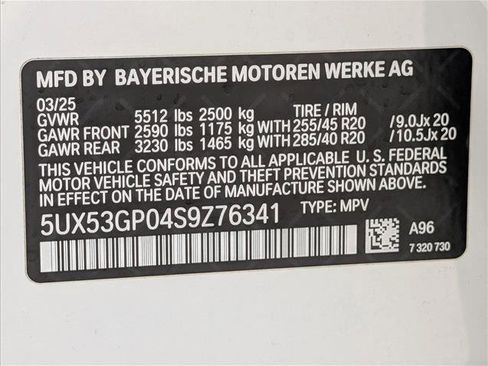 MFD BY BAYERISCHE MOTOREN WERKE AG
03/25
GVWR 5512 lbs 2500 kg TIRE / RIM
GAWR FRONT 2590 lbs 1175 kg WITH 255/45 R20 /9.0Jx 20
GAWR REAR 3230 lbs 1465 kg WITH 285/40 R20 /10.5Jx 20
THIS VEHICLE CONFORMS TO ALL APPLICABLE U. S. FEDERAL
MOTOR VEHICLE SAFETY AND THEFT PREVENTION STANDARDS
IN EFFECT ON THE DATE OF MANUFACTURE SHOWN ABOVE.
5UX53GP04S9Z76341 TYPE: MPV
A96
7 320 730